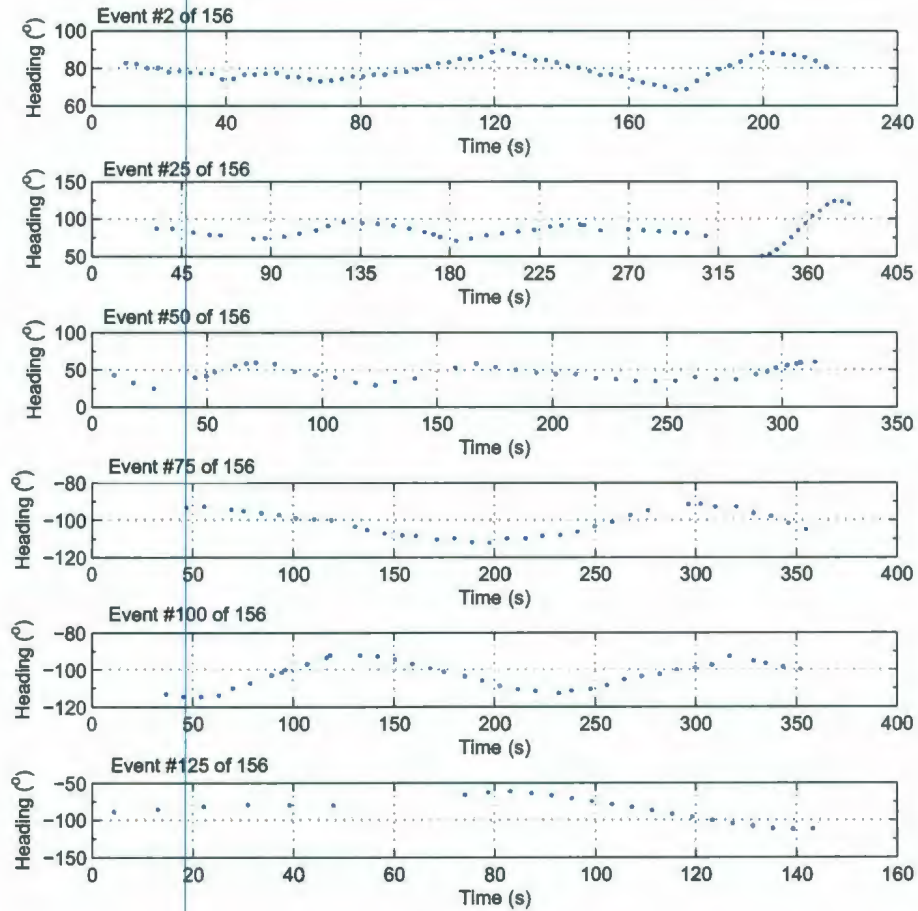 Event #2 of 156
Heading (°)
100
80
60
0 40 80 120 160 200 240
Time (s)
Event #25 of 156
Heading (°)
150
100
50
0 45 90 135 180 225 270 315 360 405
Time (s)
Event #50 of 156
Heading (°)
100
50
0
0 50 100 150 200 250 300 350
Time (s)
Event #75 of 156
Heading (°)
−80
−100
−120
0 50 100 150 200 250 300 350 400
Time (s)
Event #100 of 156
Heading (°)
−80
−100
−120
0 50 100 150 200 250 300 350 400
Time (s)
Event #125 of 156
Heading (°)
−50
−100
−150
0 20 40 60 80 100 120 140 160
Time (s)